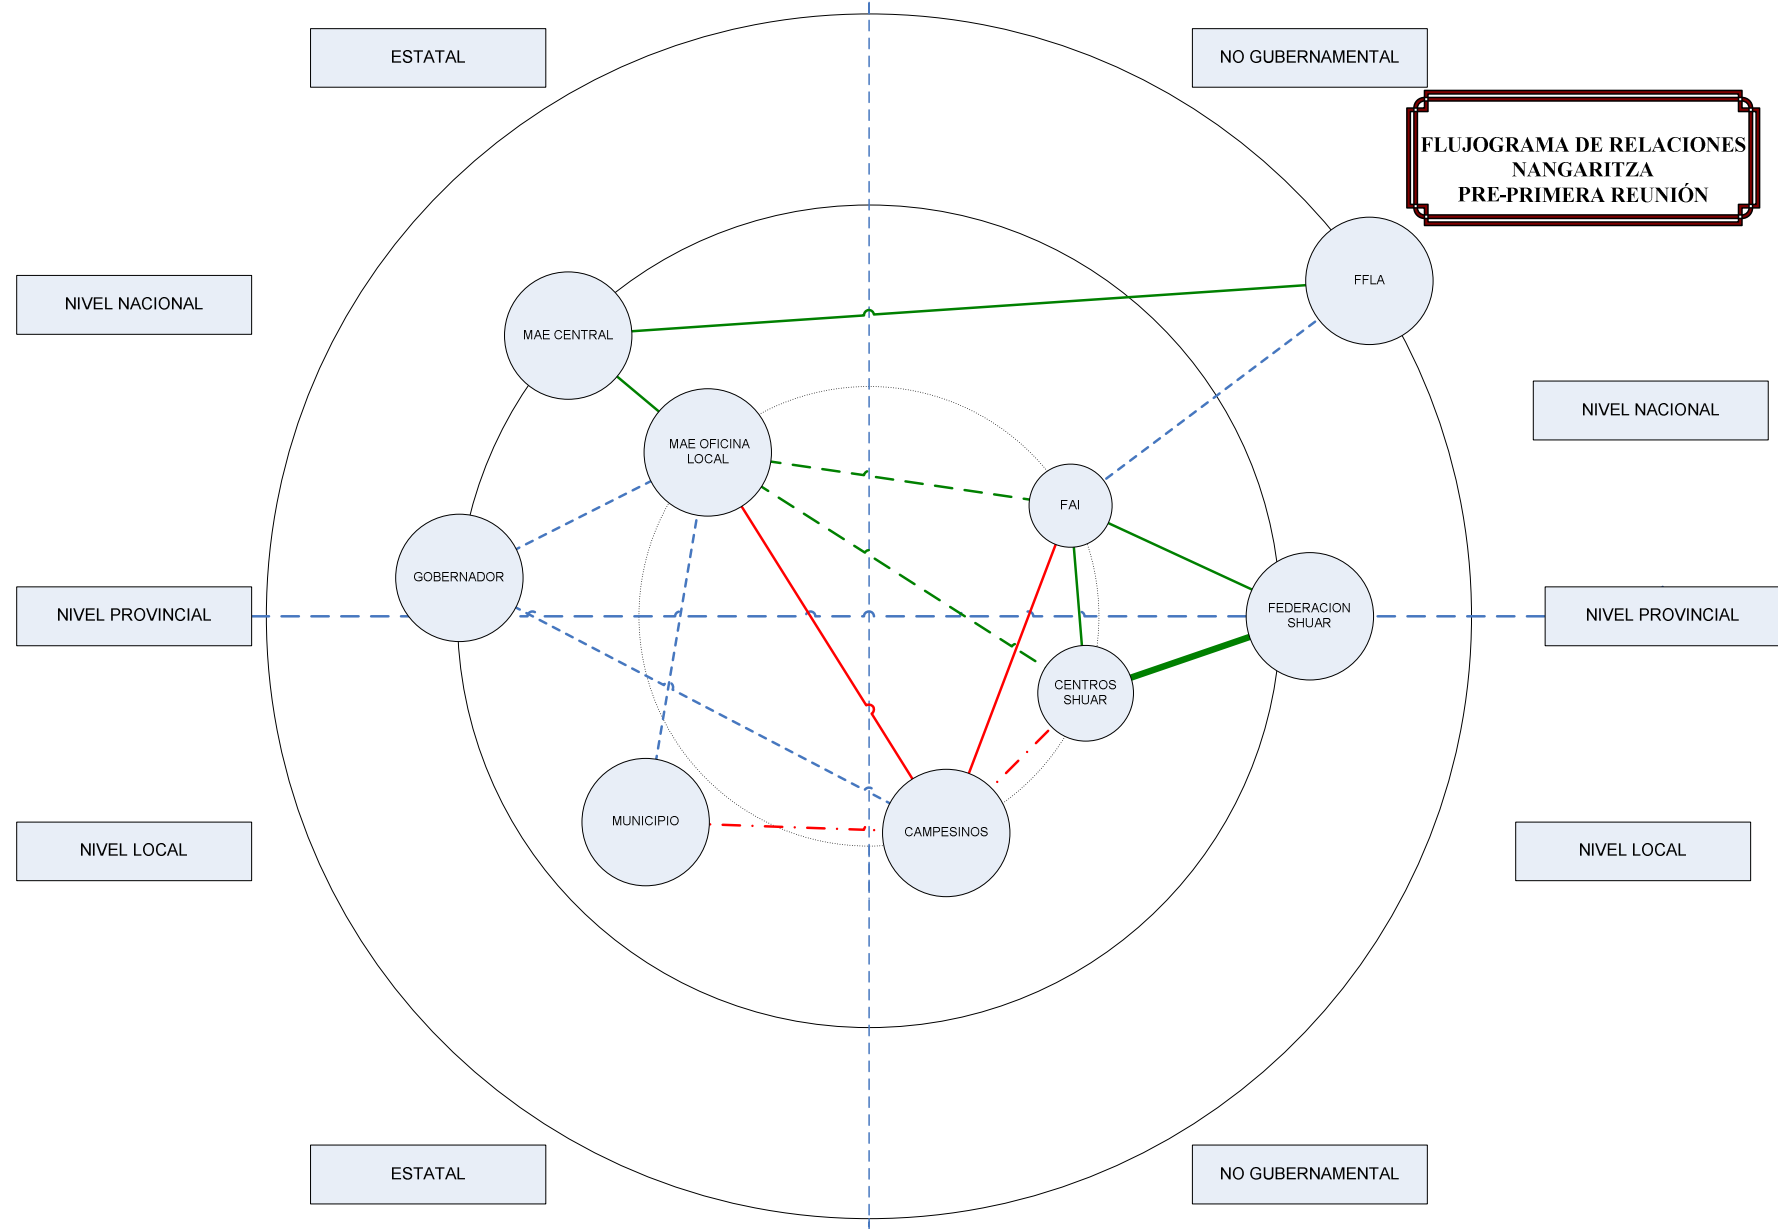 ESTATAL
NO GUBERNAMENTAL
FLUJOGRAMA DE RELACIONES
NANGARITZA
PRE-PRIMERA REUNIÓN
NIVEL NACIONAL
FFLA
MAE CENTRAL
NIVEL NACIONAL
MAE OFICINA
LOCAL
FAI
GOBERNADOR
NIVEL PROVINCIAL
FEDERACION
SHUAR
NIVEL PROVINCIAL
CENTROS
SHUAR
MUNICIPIO
CAMPESINOS
NIVEL LOCAL
NIVEL LOCAL
ESTATAL
NO GUBERNAMENTAL